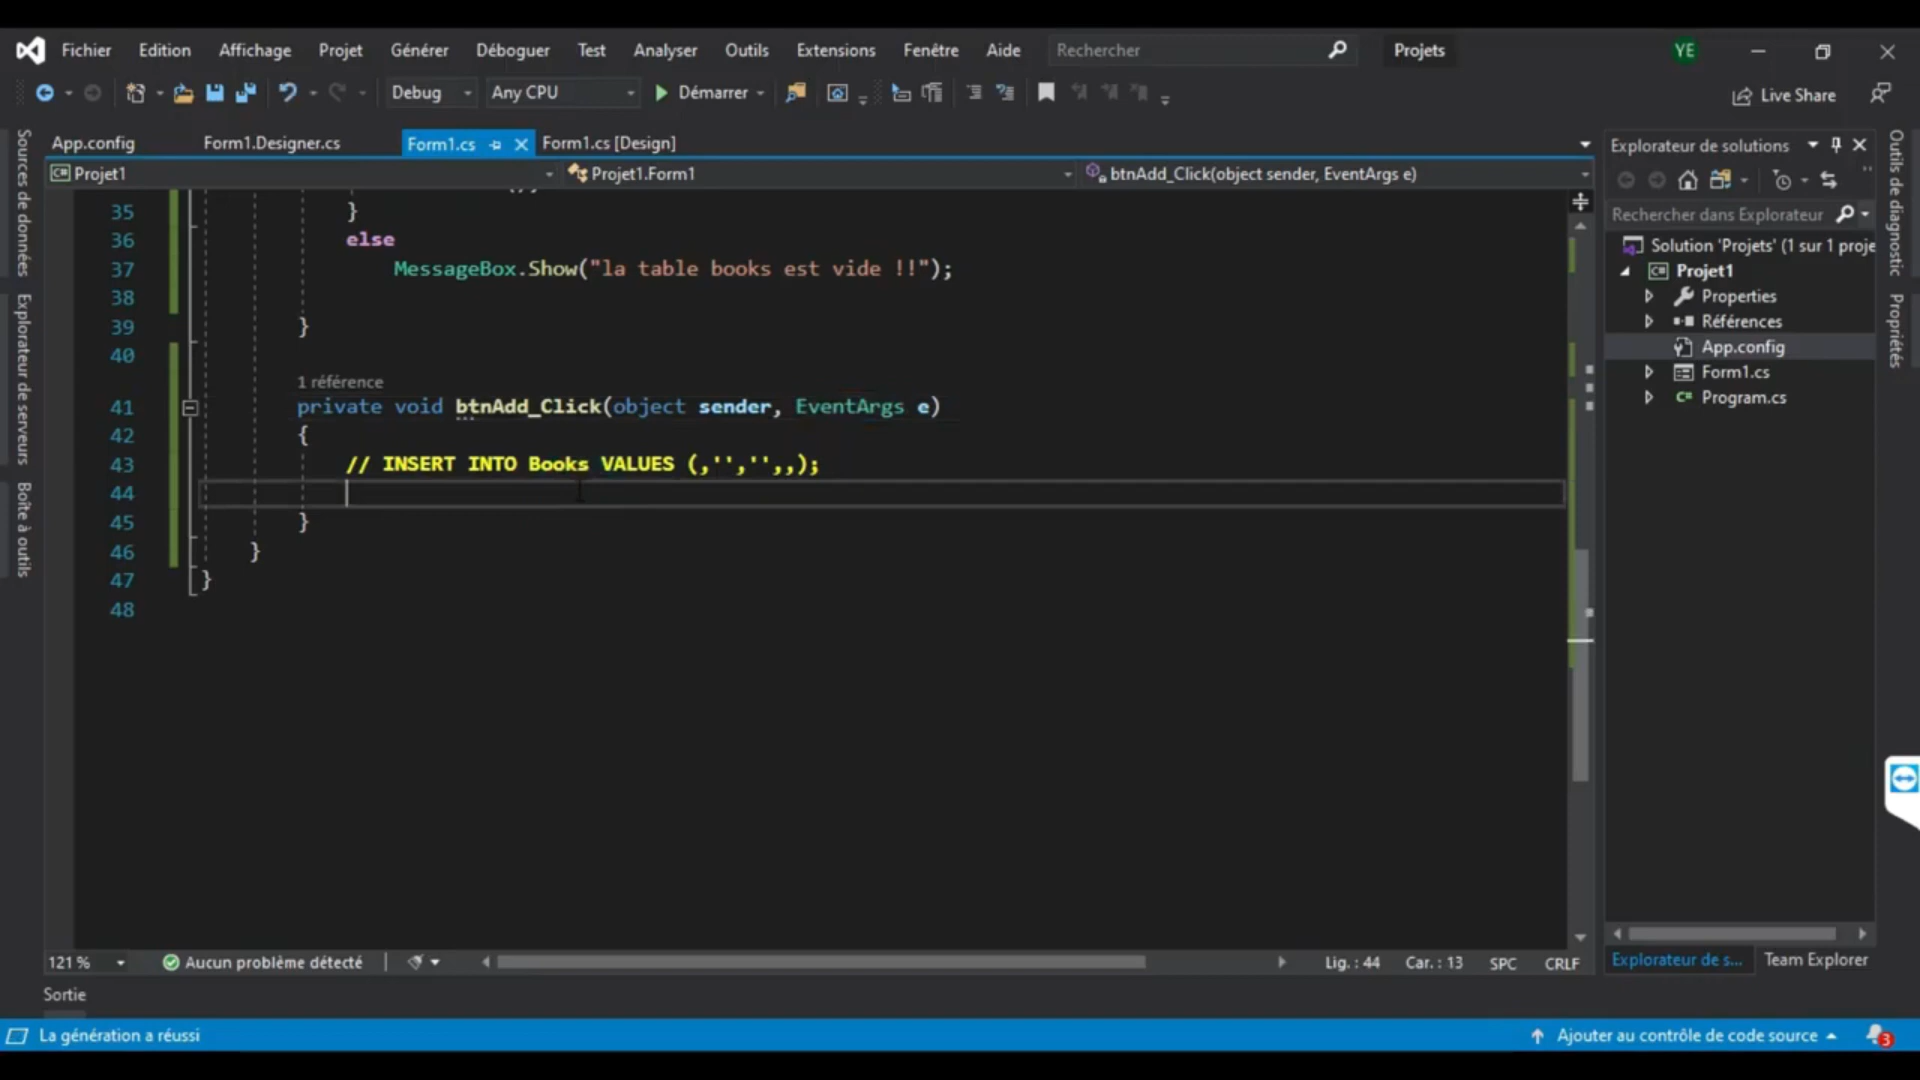 Fichier Edition Affichage Projet Générer Déboguer Test Analyser Outils Extensions Fenêtre Aide Rechercher Projets YE
Debug Any CPU Démarrer Live Share
App.config Form1.Designer.cs Form1.cs Form1.cs [Design]
Projet1 Projet1.Form1 btnAdd_Click(object sender, EventArgs e)
35 }
36 else
37 MessageBox.Show("la table books est vide !!");
38
39 }
40
1 référence
41 private void btnAdd_Click(object sender, EventArgs e)
42 {
43 // INSERT INTO Books VALUES (,'','',,);
44
45 }
46 }
47 }
48
121 % Aucun problème détecté Lig. : 44 Car. : 13 SPC CRLF
Sortie
La génération a réussi Ajouter au contrôle de code source 3
Sources de données
Explorateur de serveurs
Boîte à outils
Explorateur de solutions
Rechercher dans Explorateur
Solution 'Projets' (1 sur 1 proje
Projet1
Properties
Références
App.config
Form1.cs
Program.cs
Explorateur de s... Team Explorer
Outils de diagnostic
Propriétés